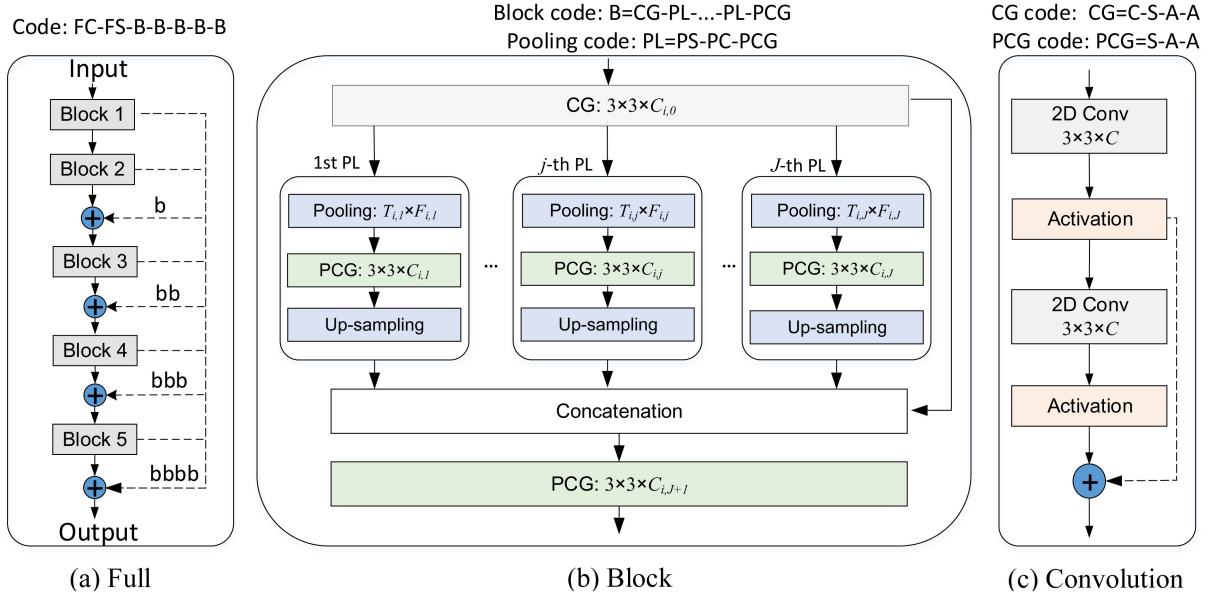 Code: FC-FS-B-B-B-B-B
Input
Block 1
Block 2
b
Block 3
bb
Block 4
bbb
Block 5
bbbb
Output
(a) Full
Block code: B=CG-PL-...-PL-PCG
Pooling code: PL=PS-PC-PCG
CG: 3×3×C_{i,0}
1st PL
j-th PL
J-th PL
Pooling: T_{i,1}×F_{i,1}
PCG: 3×3×C_{i,1}
Up-sampling
...
Pooling: T_{i,j}×F_{i,j}
PCG: 3×3×C_{i,j}
Up-sampling
...
Pooling: T_{i,J}×F_{i,J}
PCG: 3×3×C_{i,J}
Up-sampling
Concatenation
PCG: 3×3×C_{i,J+1}
(b) Block
CG code: CG=C-S-A-A
PCG code: PCG=S-A-A
2D Conv
3×3×C
Activation
2D Conv
3×3×C
Activation
(c) Convolution